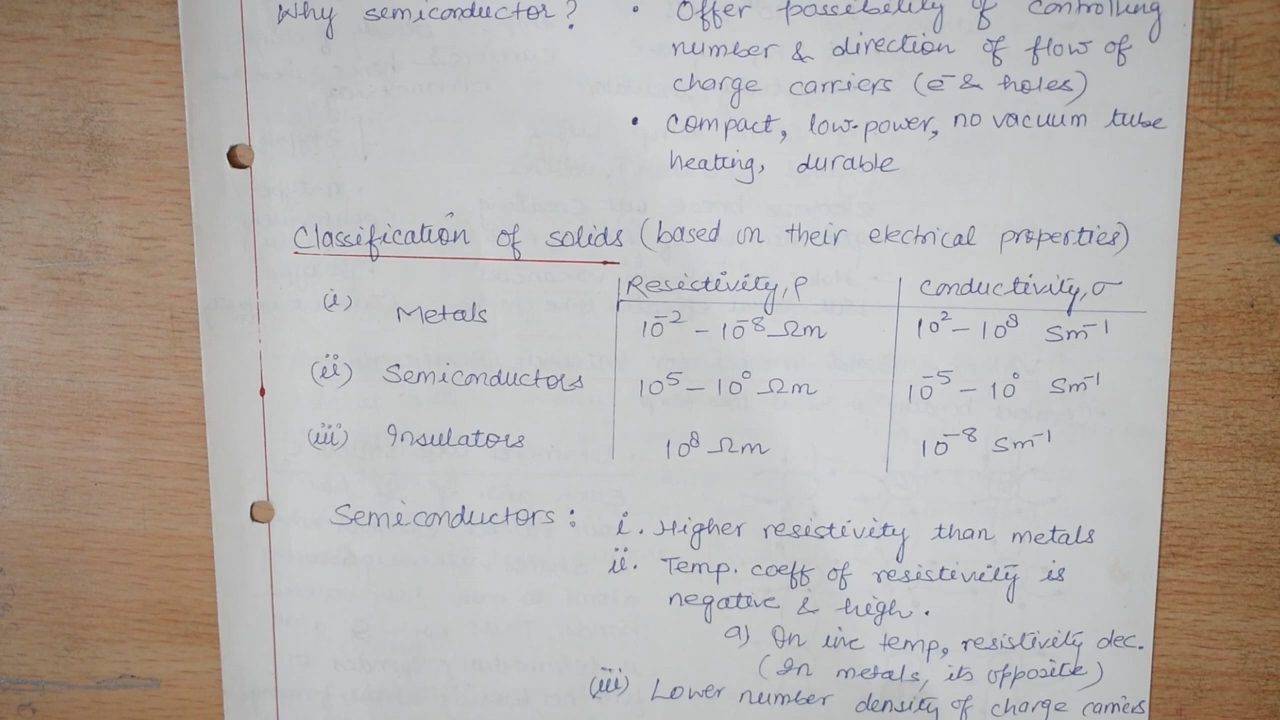 Why semiconductor? • Offer possibility of controlling
number & direction of flow of
charge carriers (e⁻ & holes)
• compact, low-power, no vacuum tube
heating, durable
Classification of solids (based on their electrical properties)
Resistivity, ρ conductivity, σ
(i) Metals 10⁻² – 10⁻⁸ Ωm 10² – 10⁸ Sm⁻¹
(ii) Semiconductors 10⁵ – 10⁰ Ωm 10⁻⁵ – 10⁰ Sm⁻¹
(iii) Insulators 10⁸ Ωm 10⁻⁸ Sm⁻¹
Semiconductors : i. Higher resistivity than metals
ii. Temp. coeff of resistivity is
negative & high.
a) On inc temp, resistivity dec.
(In metals, its opposite)
(iii) Lower number density of charge carriers